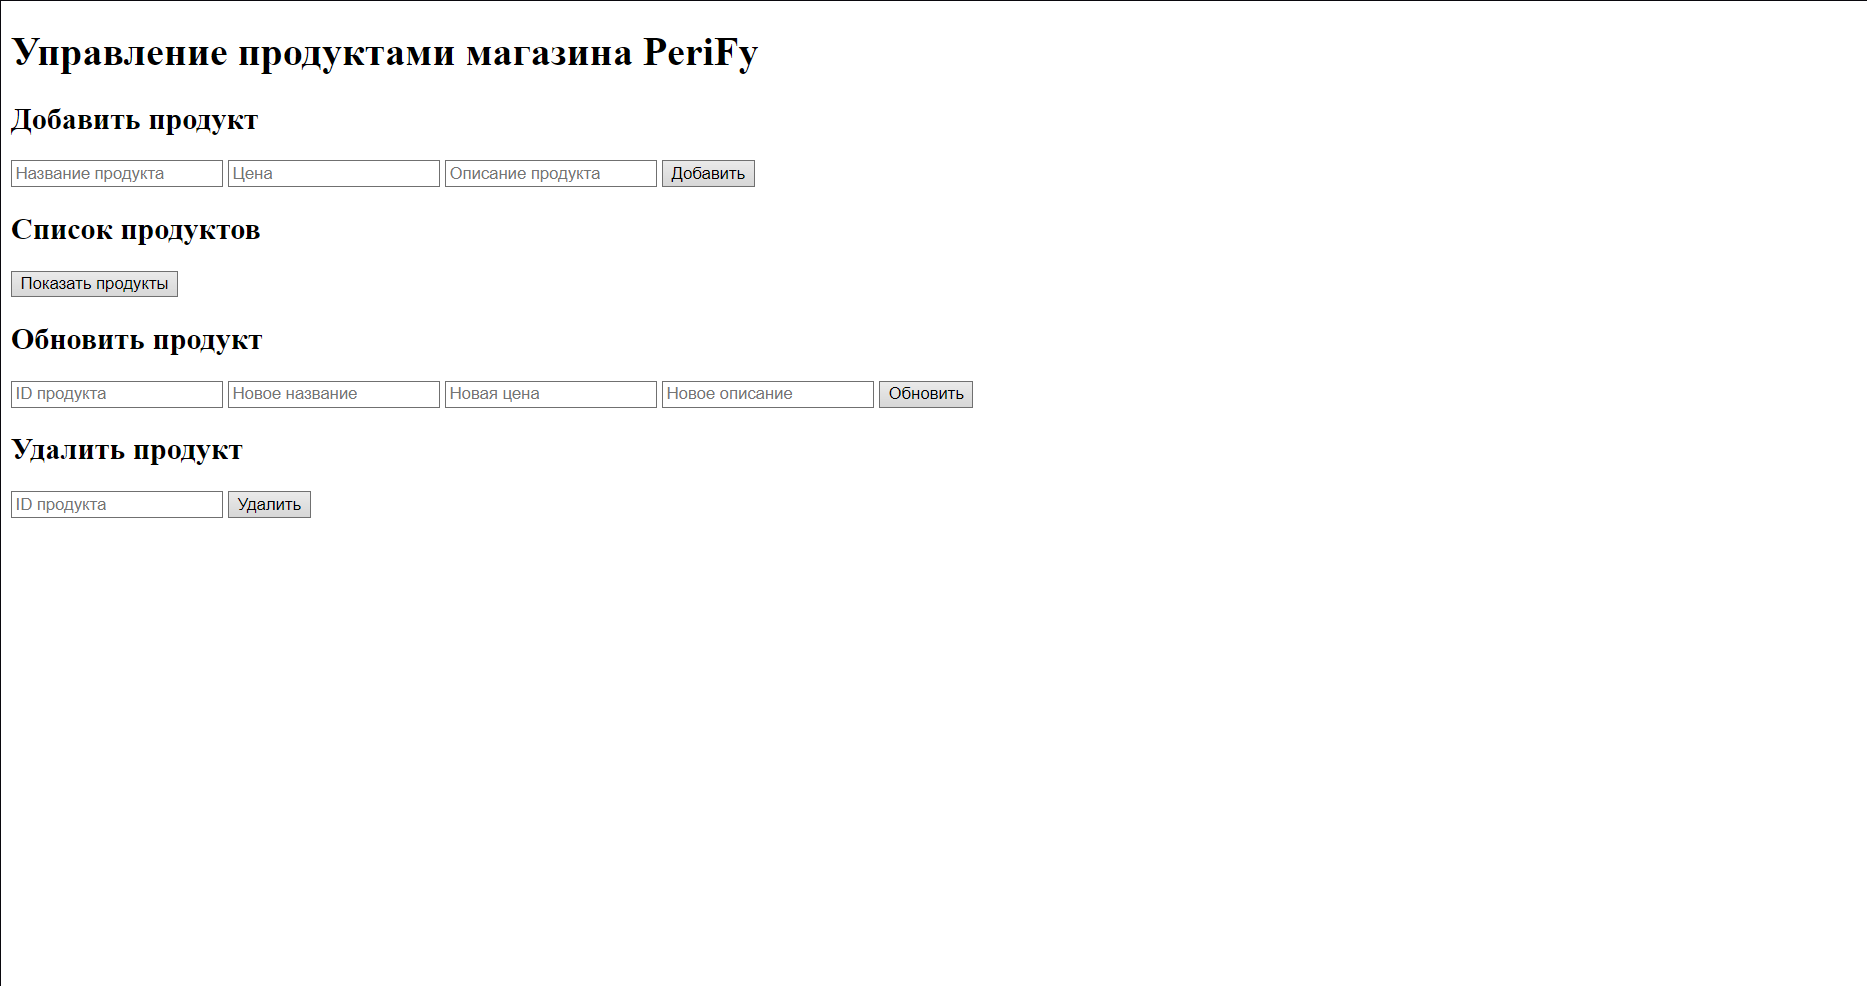 Управление продуктами магазина PeriFy
Добавить продукт
Название продукта Цена Описание продукта Добавить
Список продуктов
Показать продукты
Обновить продукт
ID продукта Новое название Новая цена Новое описание Обновить
Удалить продукт
ID продукта Удалить